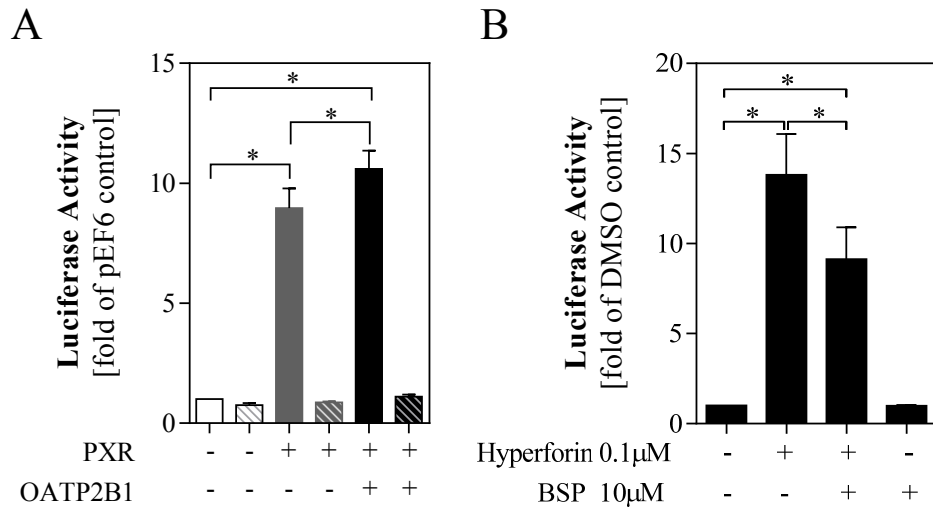 A
Luciferase Activity
[fold of pEF6 control]
15
10
5
0
* * *
PXR - - + + + +
OATP2B1 - - - - + +
B
Luciferase Activity
[fold of DMSO control]
20
15
10
5
0
* * *
Hyperforin 0.1μM - + + -
BSP 10μM - - + +